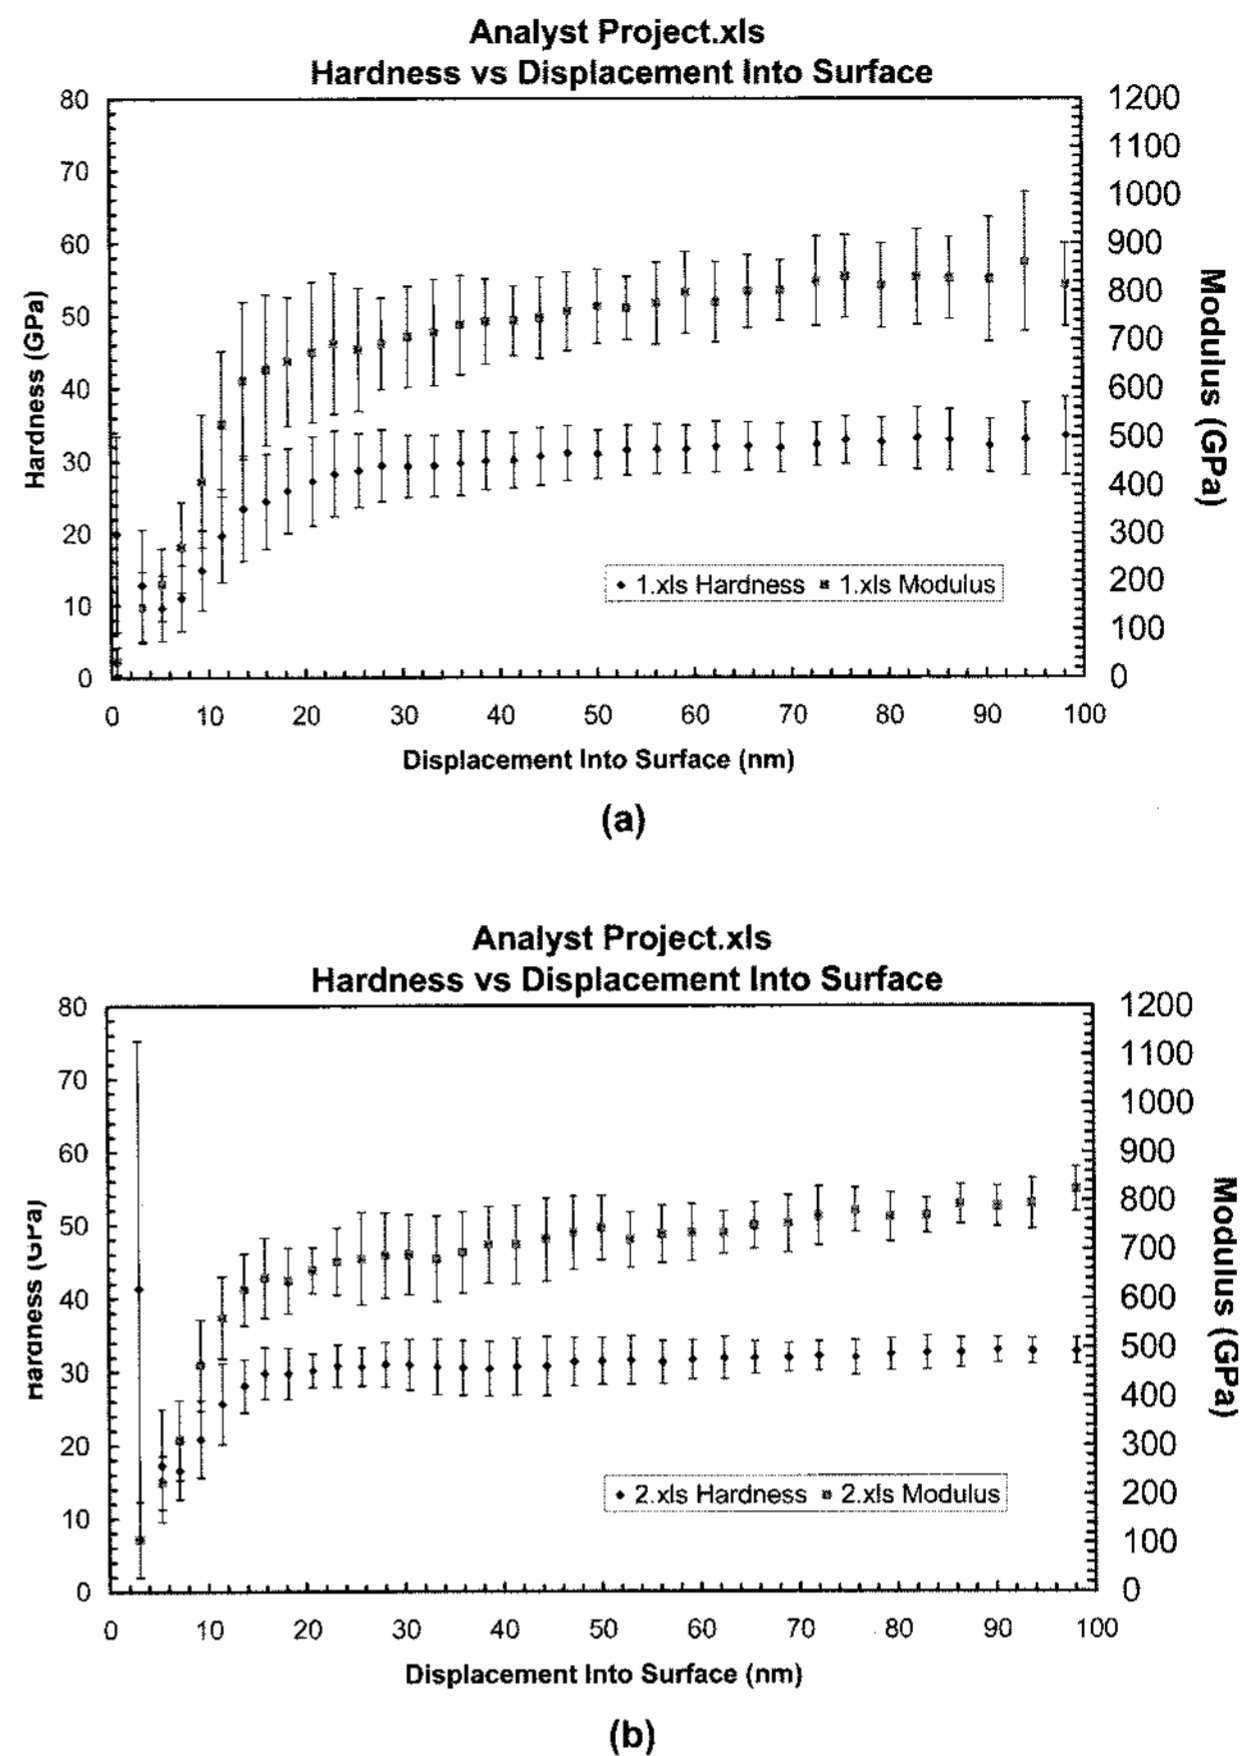 Analyst Project.xls
Hardness vs Displacement Into Surface
80
70
60
50
40
30
20
10
0
Hardness (GPa)
1200
1100
1000
900
800
700
600
500
400
300
200
100
0
Modulus (GPa)
1.xls Hardness 1.xls Modulus
0 10 20 30 40 50 60 70 80 90 100
Displacement Into Surface (nm)
(a)
Analyst Project.xls
Hardness vs Displacement Into Surface
80
70
60
50
40
30
20
10
0
Hardness (GPa)
1200
1100
1000
900
800
700
600
500
400
300
200
100
0
Modulus (GPa)
2.xls Hardness 2.xls Modulus
0 10 20 30 40 50 60 70 80 90 100
Displacement Into Surface (nm)
(b)